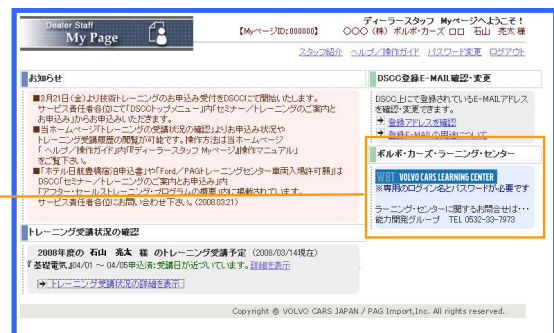 Dealer Staff
My Page
【Myページ ID:000000】
ディーラースタッフ Myページへようこそ！
○○○（株）ボルボ・カーズ ロロ 石山 亮太 様
スタッフ紹介 ヘルプ/操作ガイド パスワード変更 ログアウト
お知らせ
■3月21日（金）より技術トレーニングのお申込み受付をDSCCにて開始いたします。
サービス責任者各位にて「DSCCトップメニュー」内「セミナー／トレーニングのご案内と
お申込み」からお申込みいただきます。
■当ホームページ「トレーニングの受講状況の確認」よりお申込み状況や
トレーニング受講履歴の閲覧が可能です。操作方法は当ホームページ
「ヘルプ／操作ガイド」内『ディーラースタッフ Myページ』操作マニュアル」
をご覧下さい。
■「ホテル日航豊橋宿泊申込書」や「Ford／PAGトレーニングセンター車両入場許可願」は
DSCC「セミナー／トレーニングのご案内とお申込み」内
「アフター・セールストレーニング・プログラムの概要」内に掲載されています。
サービス責任者各位にお問い合わせ下さい。(2008.03.21)
トレーニング受講状況の確認
2008年度の 石山 亮太 様 のトレーニング受講予定 (2008/03/14現在)
『基礎電気』04/01 ～ 04/05申込済:受講日が近づいています。詳細を表示
トレーニング受講状況の詳細を表示
DSCC登録E-MAIL確認・変更
DSCC上にて登録されているE-MAILアドレス
を確認・変更できます。
登録アドレスを確認
登録E-MAILの用途について
ボルボ・カーズ・ラーニング・センター
WBT VOLVO CARS LEARNING CENTER
※専用のログイン名とパスワードが必要です
ラーニング・センターに関するお問合せは・・・
能力開発グループ TEL 0532-33-7973
Copyright © VOLVO CARS JAPAN / PAG Import,Inc. All rights reserved.